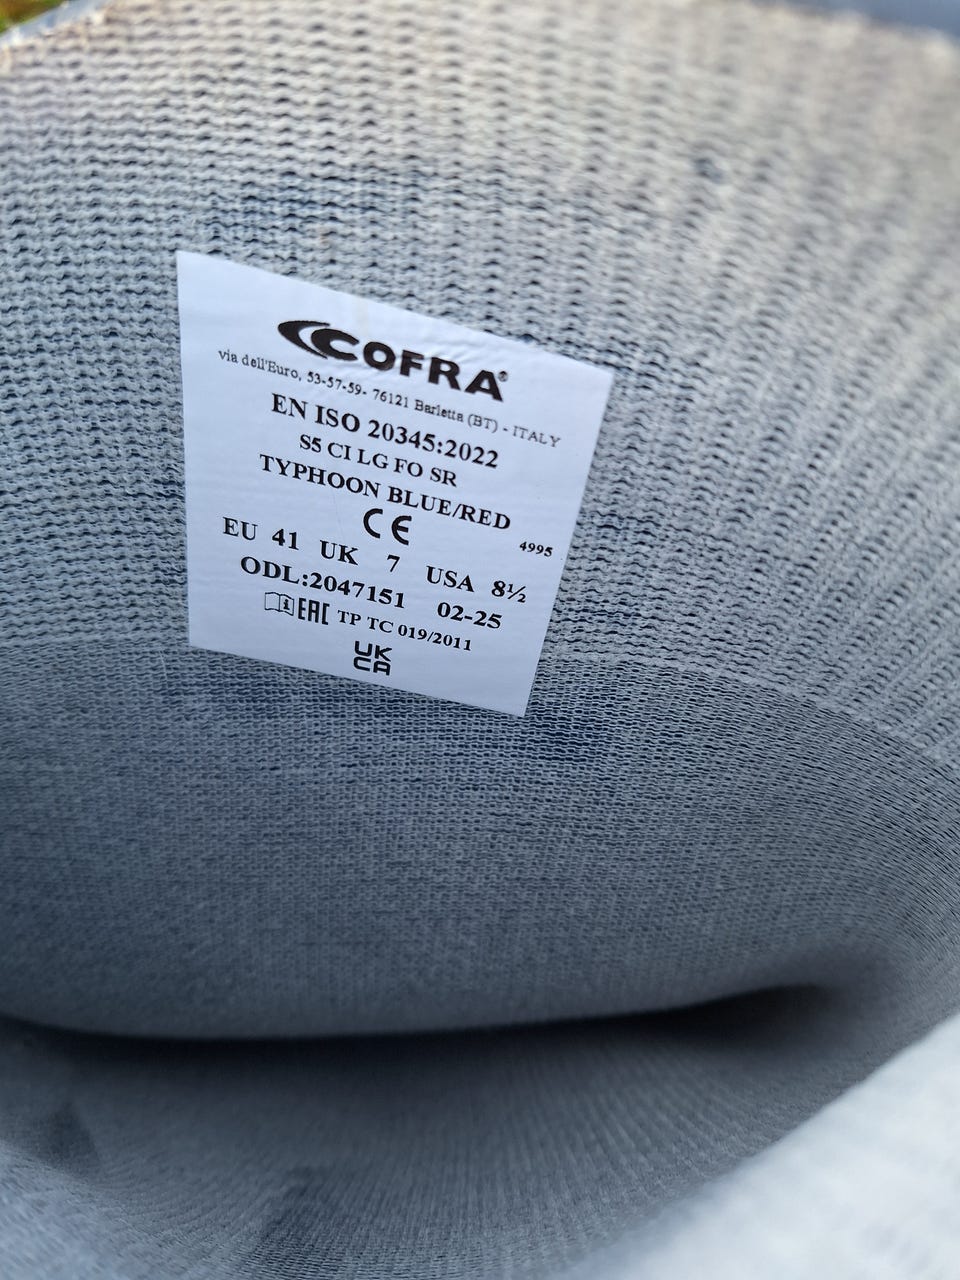 COFRA®
via dell'Euro, 53-57-59- 76121 Barletta (BT) - ITALY
EN ISO 20345:2022
S5 CI LG FO SR
TYPHOON BLUE/RED
CE
4995
EU 41 UK 7 USA 8½
ODL:2047151 02-25
EAC TP TC 019/2011
UK
CA